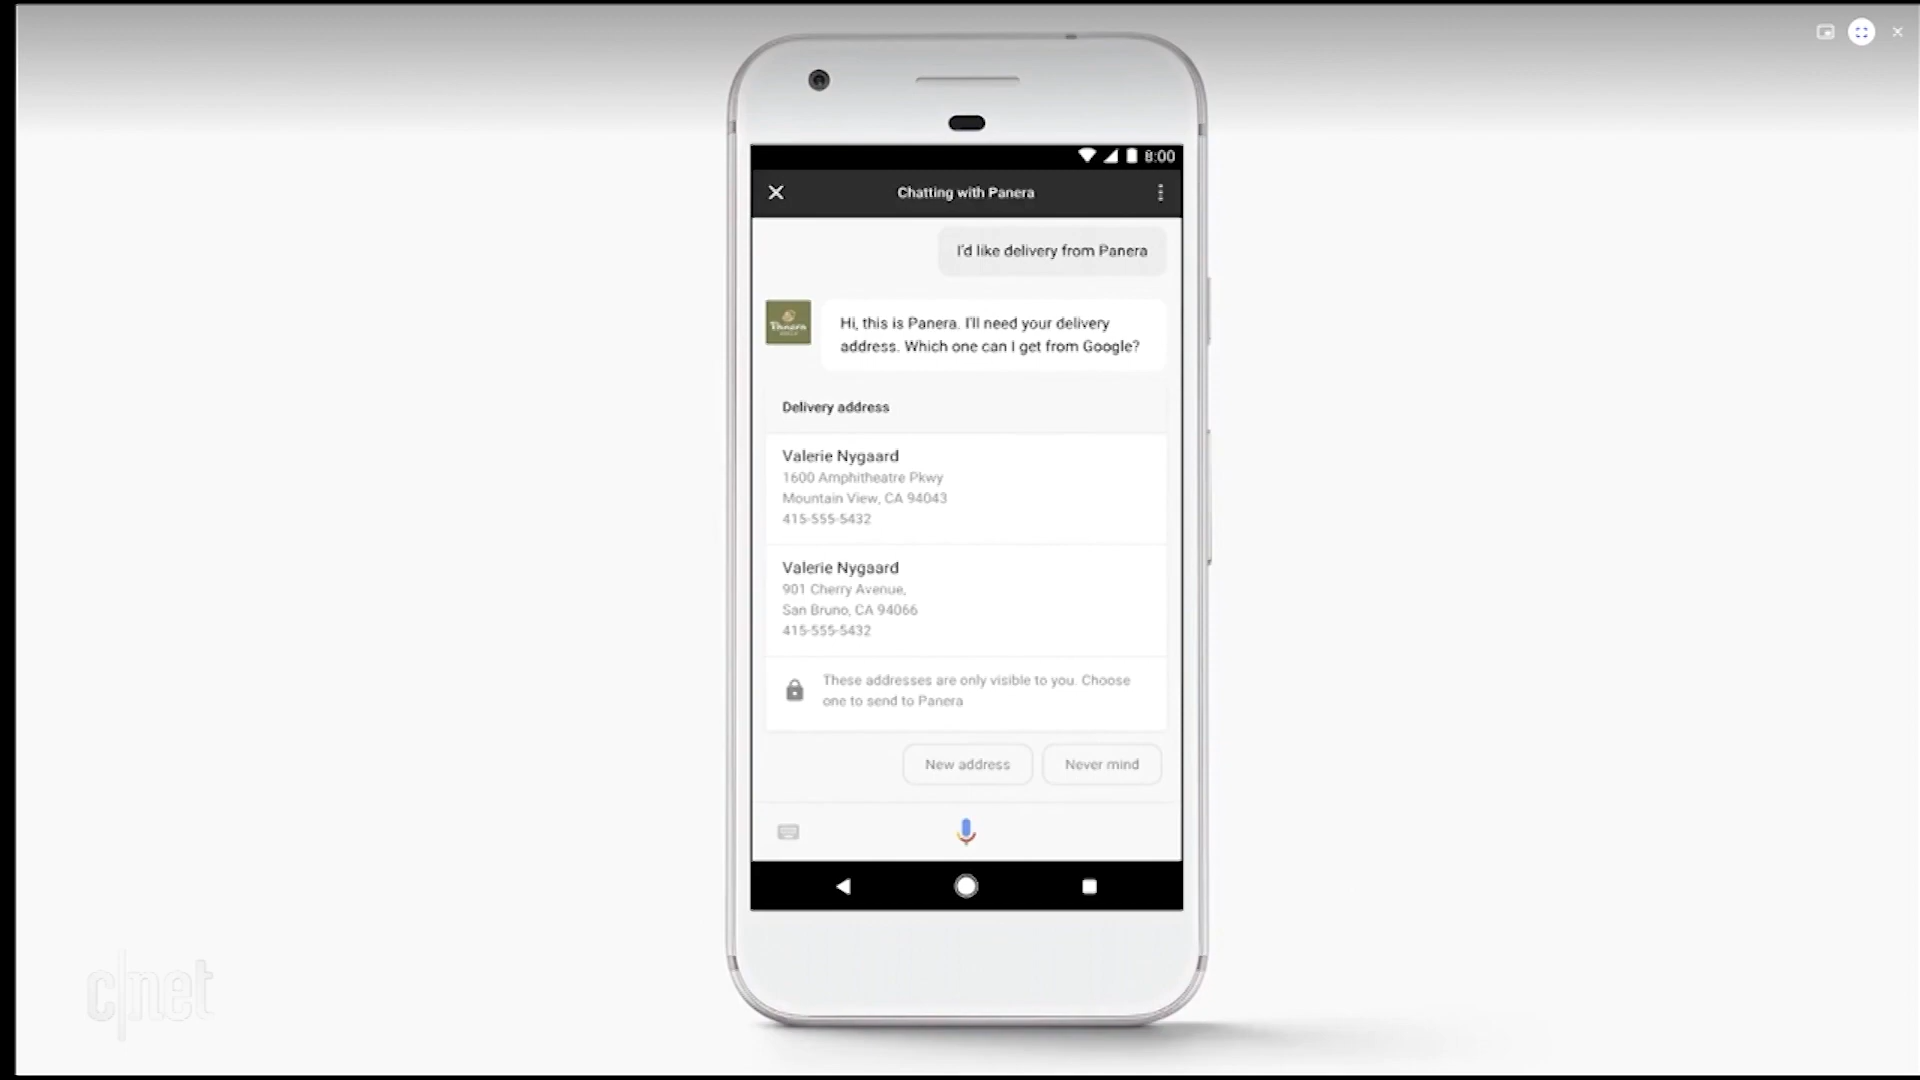 8:00
Chatting with Panera
I'd like delivery from Panera
Panera
Hi, this is Panera. I'll need your delivery
address. Which one can I get from Google?
Delivery address
Valerie Nygaard
1600 Amphitheatre Pkwy
Mountain View, CA 94043
415-555-5432
Valerie Nygaard
901 Cherry Avenue,
San Bruno, CA 94066
415-555-5432
These addresses are only visible to you. Choose
one to send to Panera
New address
Never mind
c|net